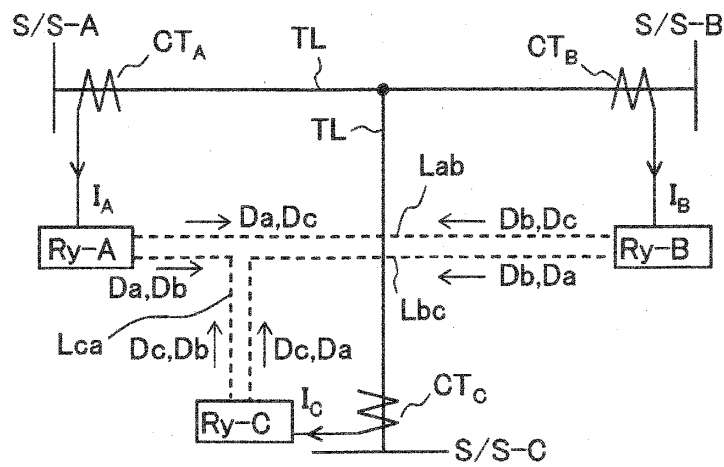 S/S-A
S/S-B
CT_A
TL
CT_B
TL
Lab
I_A
I_B
Da,Dc
Db,Dc
Ry-A
Ry-B
Da,Db
Db,Da
Lbc
Lca
Dc,Db
Dc,Da
CT_C
I_C
Ry-C
S/S-C